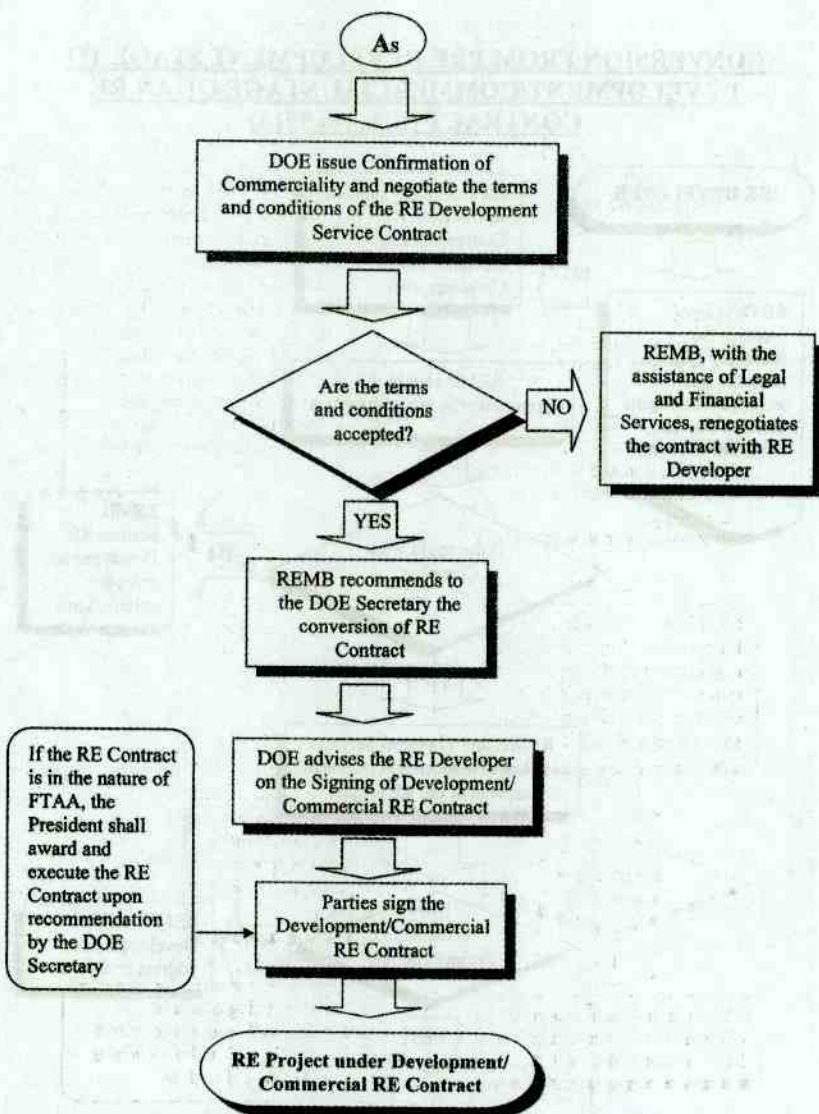 As
DOE issue Confirmation of
Commerciality and negotiate the terms
and conditions of the RE Development
Service Contract
Are the terms
and conditions
accepted?
NO
REMB, with the
assistance of Legal
and Financial
Services, renegotiates
the contract with RE
Developer
YES
REMB recommends to
the DOE Secretary the
conversion of RE
Contract
DOE advises the RE Developer
on the Signing of Development/
Commercial RE Contract
If the RE Contract
is in the nature of
FTAA, the
President shall
award and
execute the RE
Contract upon
recommendation
by the DOE
Secretary
Parties sign the
Development/Commercial
RE Contract
RE Project under Development/
Commercial RE Contract